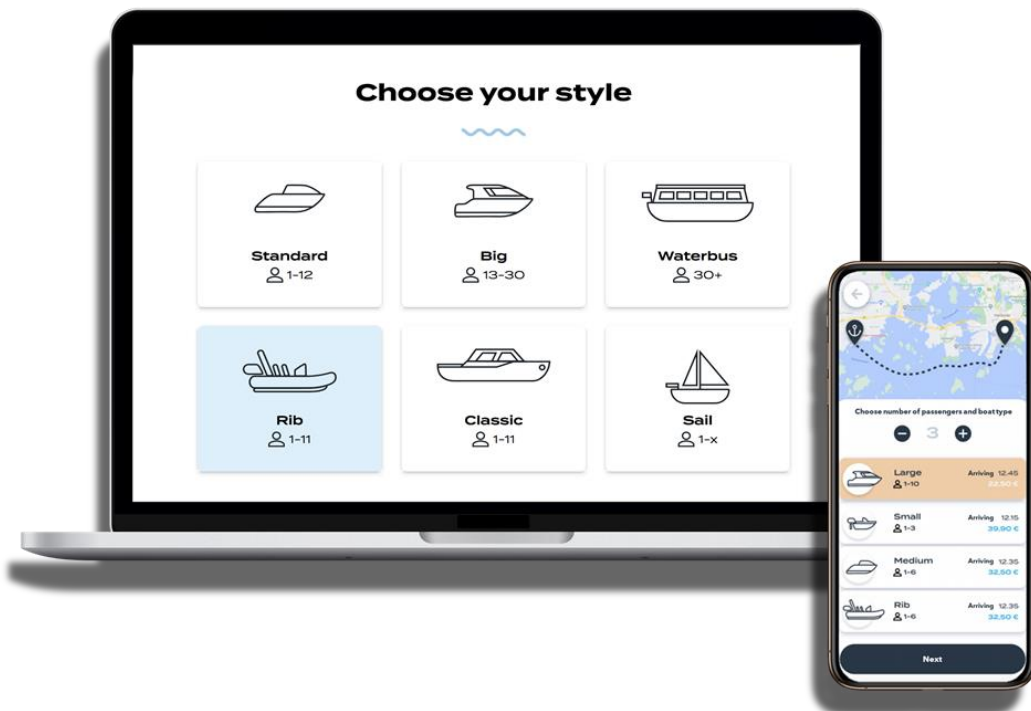 Choose your style
Standard
1-12
Big
13-30
Waterbus
30+
Rib
1-11
Classic
1-11
Sail
1-x
Choose number of passengers and boat type
3
Large
Arriving 12.45
1-10
22,50 €
Small
Arriving 12.15
1-3
39,90 €
Medium
Arriving 12.35
1-6
32,50 €
Rib
Arriving 12.35
1-6
32,50 €
Next